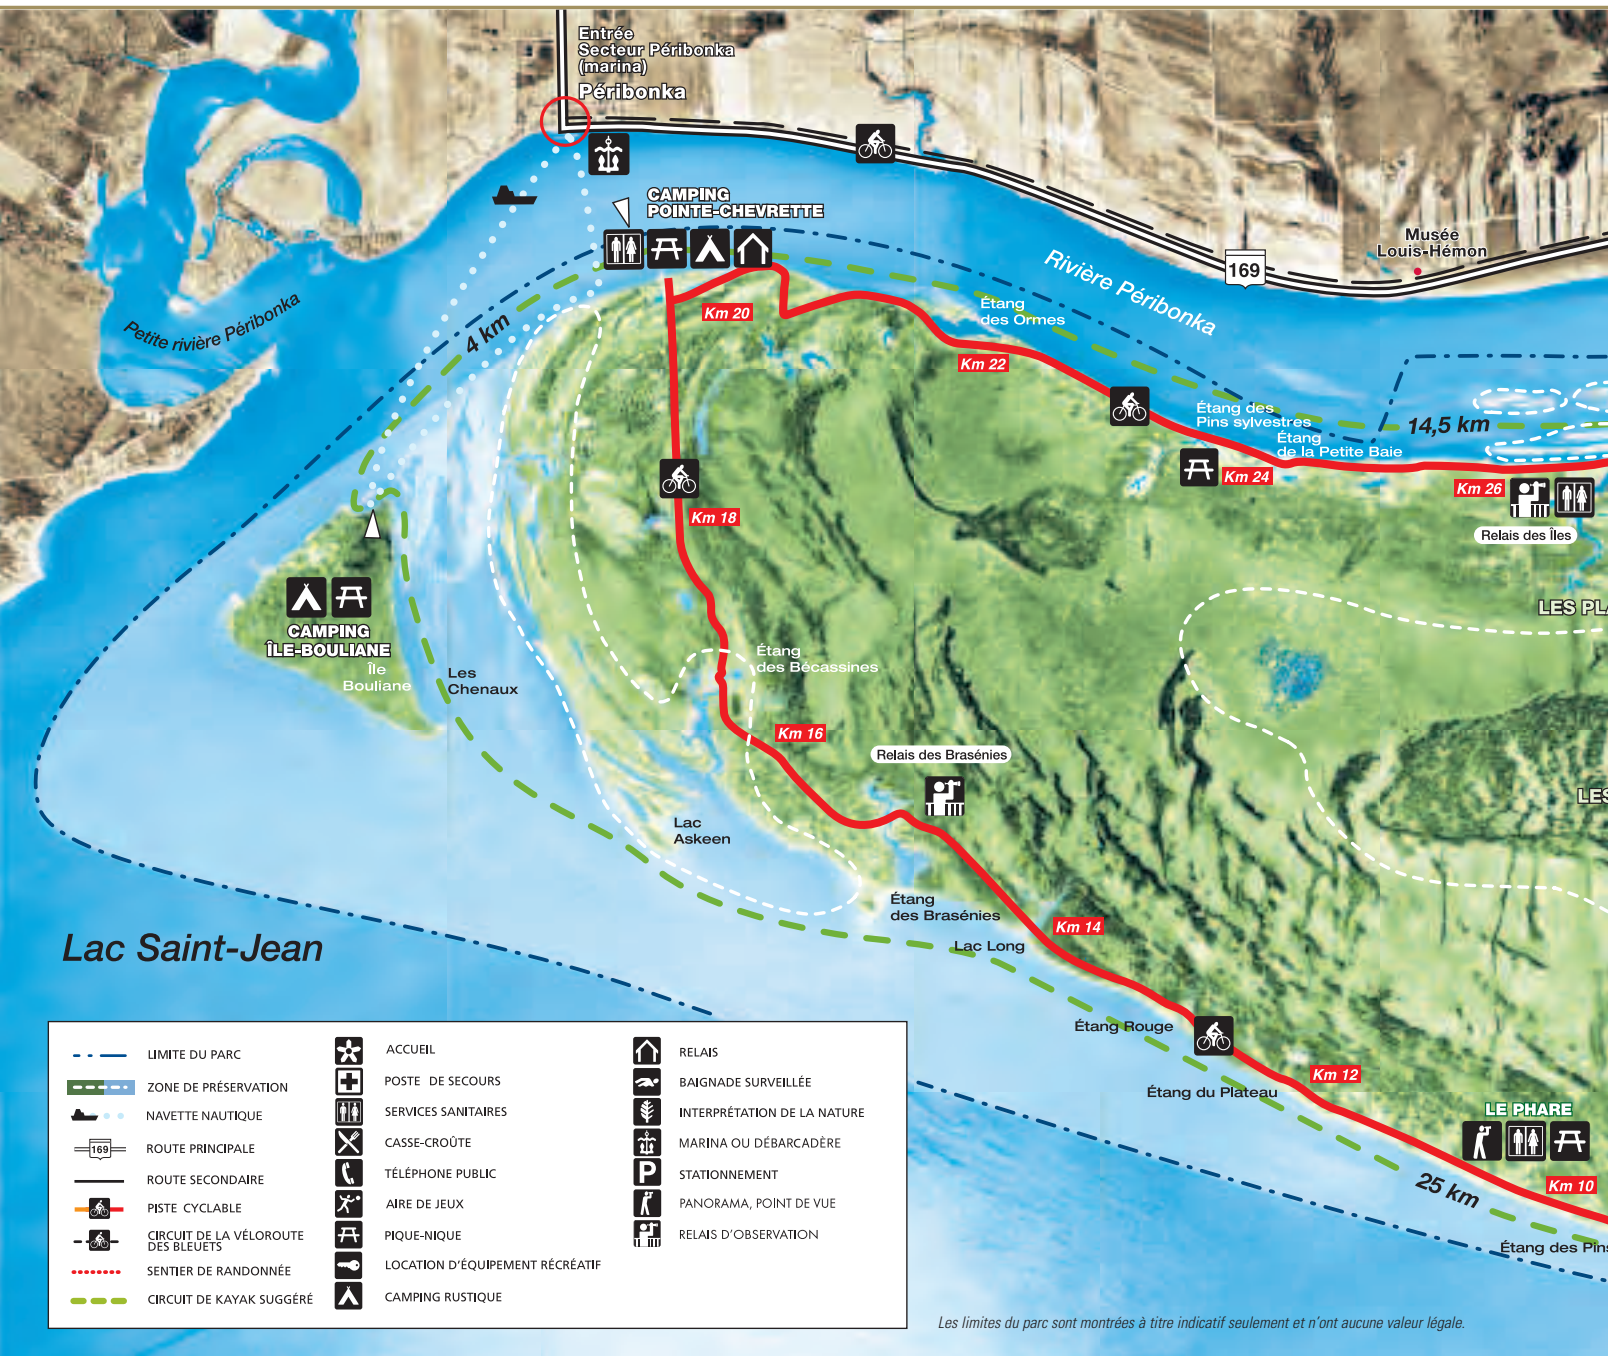 Entrée
Secteur Péribonka
(marina)
Péribonka
CAMPING
POINTE-CHEVRETTE
Musée
Louis-Hémon
169
Rivière Péribonka
Petite rivière Péribonka
4 km
Km 20
Étang
des Ormes
Km 22
Étang des
Pins sylvestres
Étang
de la Petite Baie
14,5 km
Km 24
Km 26
Relais des Îles
Km 18
CAMPING
ÎLE-BOULIANE
Île
Bouliane
Les
Chenaux
Étang
des Bécassines
LES PLA
Km 16
Relais des Brasénies
LES
Lac
Askeen
Étang
des Brasénies
Km 14
Lac Long
Lac Saint-Jean
Étang Rouge
Km 12
Étang du Plateau
LE PHARE
Km 10
25 km
Étang des Pins
LIMITE DU PARC
ZONE DE PRÉSERVATION
NAVETTE NAUTIQUE
169
ROUTE PRINCIPALE
ROUTE SECONDAIRE
PISTE CYCLABLE
CIRCUIT DE LA VÉLOROUTE
DES BLEUETS
SENTIER DE RANDONNÉE
CIRCUIT DE KAYAK SUGGÉRÉ
ACCUEIL
POSTE DE SECOURS
SERVICES SANITAIRES
CASSE-CROÛTE
TÉLÉPHONE PUBLIC
AIRE DE JEUX
PIQUE-NIQUE
LOCATION D'ÉQUIPEMENT RÉCRÉATIF
CAMPING RUSTIQUE
RELAIS
BAIGNADE SURVEILLÉE
INTERPRÉTATION DE LA NATURE
MARINA OU DÉBARCADÈRE
P
STATIONNEMENT
PANORAMA, POINT DE VUE
RELAIS D'OBSERVATION
Les limites du parc sont montrées à titre indicatif seulement et n'ont aucune valeur légale.